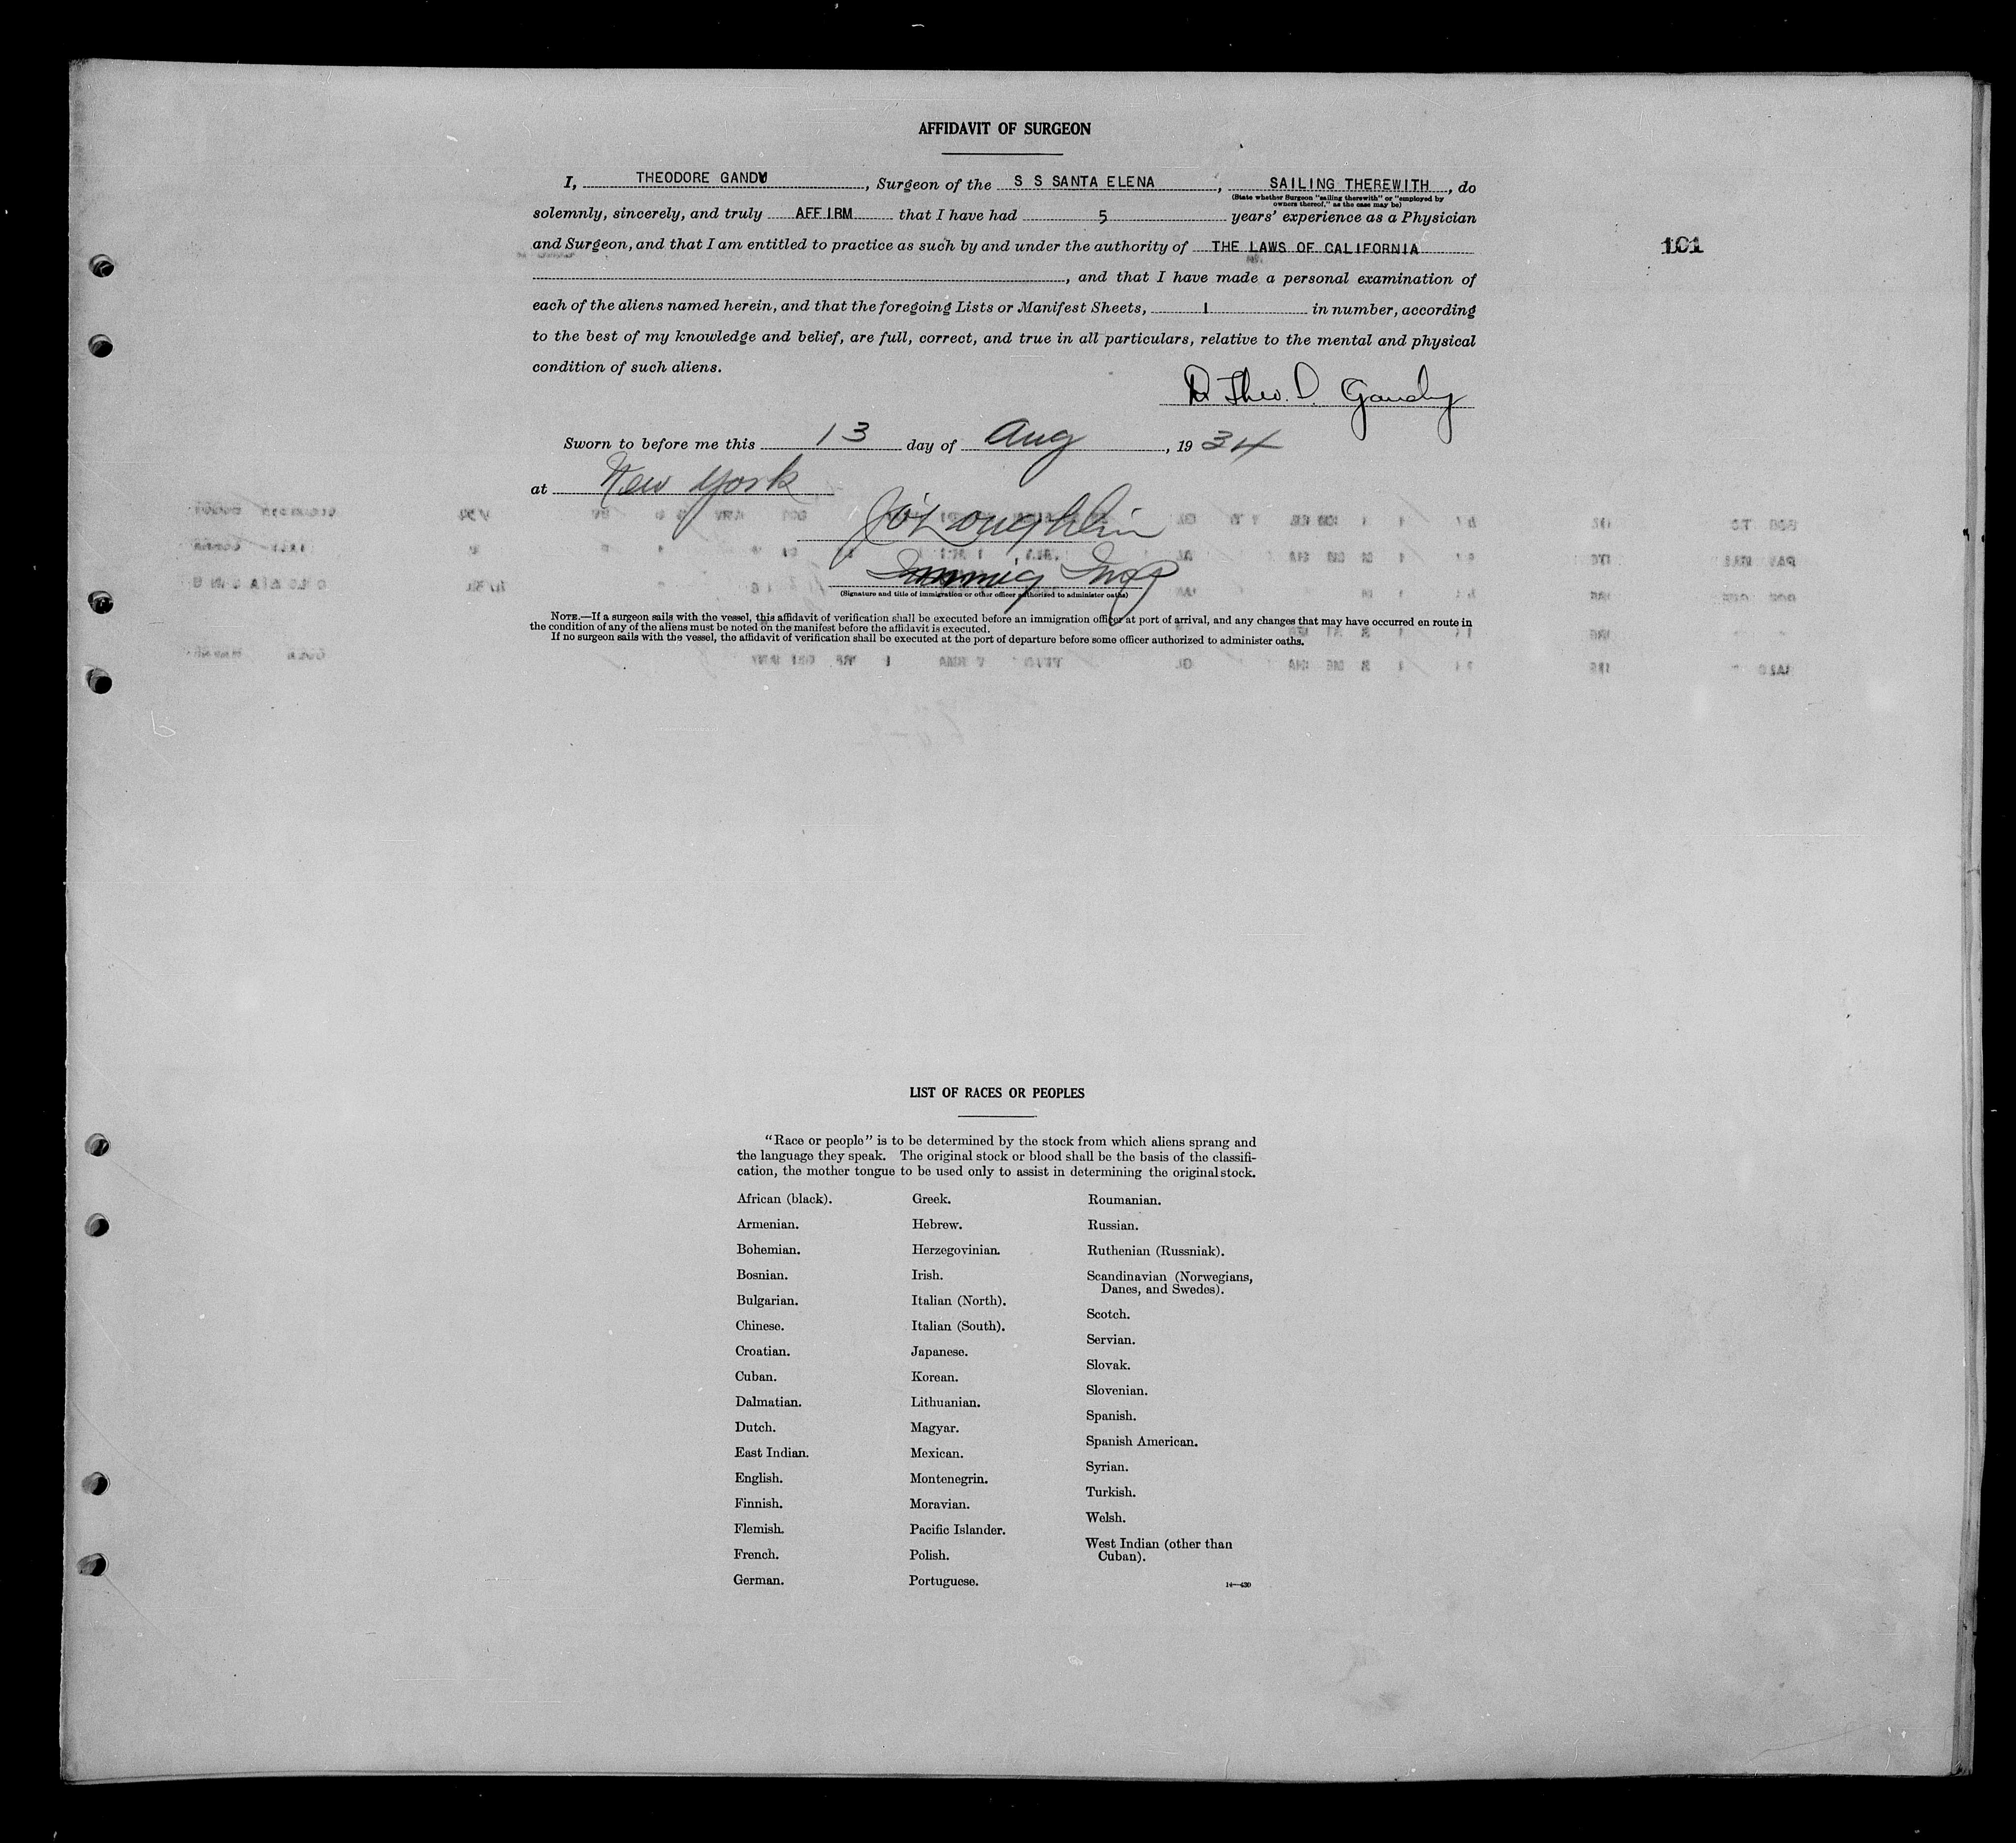 AFFIDAVIT OF SURGEON
I, THEODORE GANDY, Surgeon of the S S SANTA ELENA, SAILING THEREWITH, do
(State whether Surgeon "sailing therewith" or "employed by
owners thereof," as the case may be)
solemnly, sincerely, and truly AFFIRM that I have had 5 years' experience as a Physician
and Surgeon, and that I am entitled to practice as such by and under the authority of THE LAWS OF CALIFORNIA
101
, and that I have made a personal examination of
each of the aliens named herein, and that the foregoing Lists or Manifest Sheets, 1 in number, according
to the best of my knowledge and belief, are full, correct, and true in all particulars, relative to the mental and physical
condition of such aliens.
Dr Theo. D. Gandy
Sworn to before me this 13 day of Aug, 1934
at New York
J O'Loughlin
Immig Insp
(Signature and title of immigration or other officer authorized to administer oaths)
NOTE.—If a surgeon sails with the vessel, this affidavit of verification shall be executed before an immigration officer at port of arrival, and any changes that may have occurred en route in
the condition of any of the aliens must be noted on the manifest before the affidavit is executed.
If no surgeon sails with the vessel, the affidavit of verification shall be executed at the port of departure before some officer authorized to administer oaths.
LIST OF RACES OR PEOPLES
"Race or people" is to be determined by the stock from which aliens sprang and
the language they speak. The original stock or blood shall be the basis of the classifi-
cation, the mother tongue to be used only to assist in determining the original stock.
African (black).
Armenian.
Bohemian.
Bosnian.
Bulgarian.
Chinese.
Croatian.
Cuban.
Dalmatian.
Dutch.
East Indian.
English.
Finnish.
Flemish.
French.
German.
Greek.
Hebrew.
Herzegovinian.
Irish.
Italian (North).
Italian (South).
Japanese.
Korean.
Lithuanian.
Magyar.
Mexican.
Montenegrin.
Moravian.
Pacific Islander.
Polish.
Portuguese.
Roumanian.
Russian.
Ruthenian (Russniak).
Scandinavian (Norwegians,
Danes, and Swedes).
Scotch.
Servian.
Slovak.
Slovenian.
Spanish.
Spanish American.
Syrian.
Turkish.
Welsh.
West Indian (other than
Cuban).
14—430